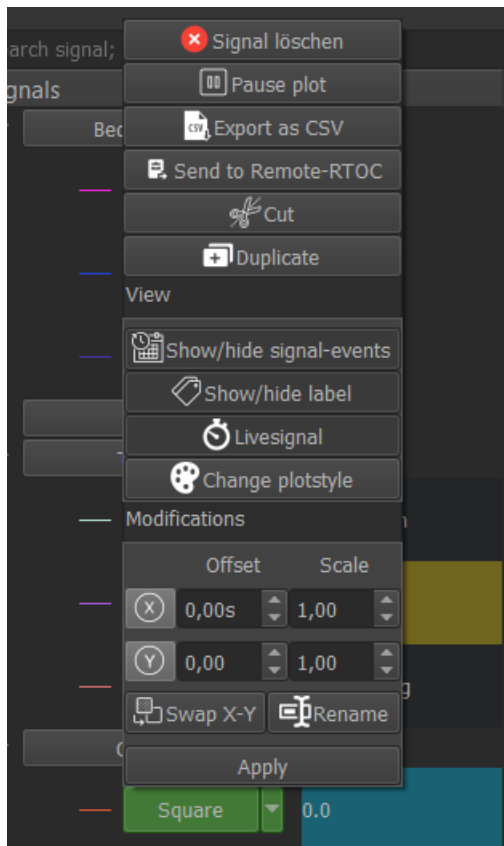 Signal löschen
arch signal;
Pause plot
gnals
Export as CSV
Bed
Send to Remote-RTOC
Cut
Duplicate
View
Show/hide signal-events
Show/hide label
Livesignal
Change plotstyle
Modifications
Offset Scale
X 0,00s 1,00
Y 0,00 1,00
Swap X-Y Rename
Apply
Square 0.0